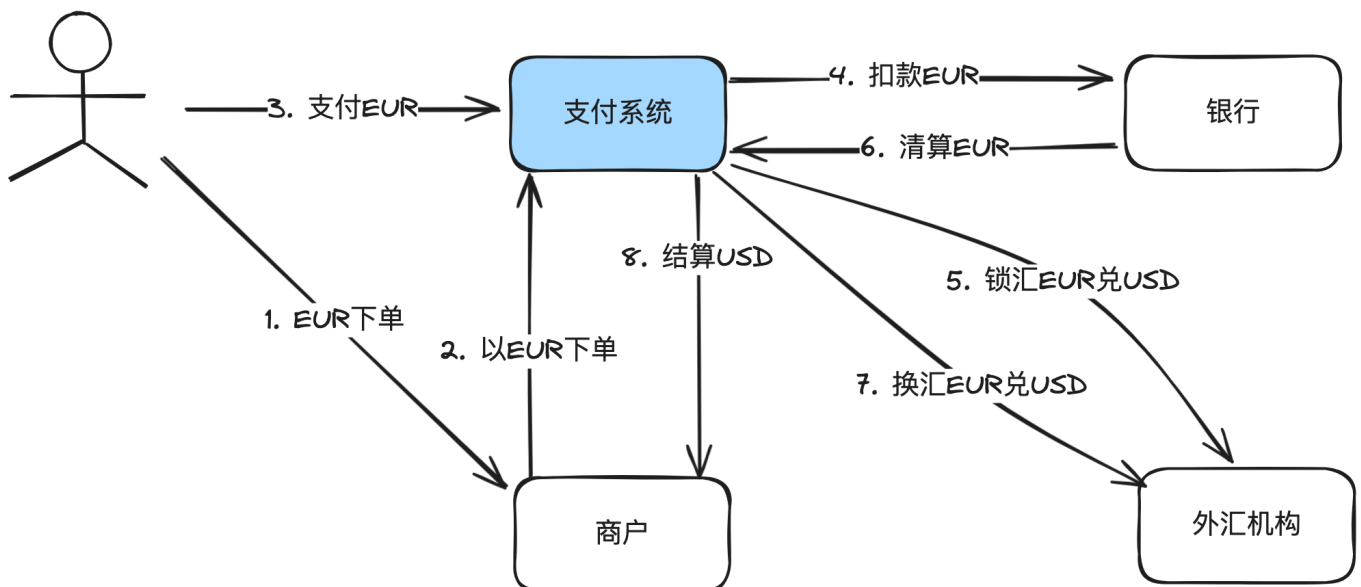 4. 扣款EUR
3. 支付EUR
支付系统
银行
6. 清算EUR
8. 结算USD
5. 锁汇EUR兑USD
1. EUR下单
2. 以EUR下单
7. 换汇EUR兑USD
商户
外汇机构